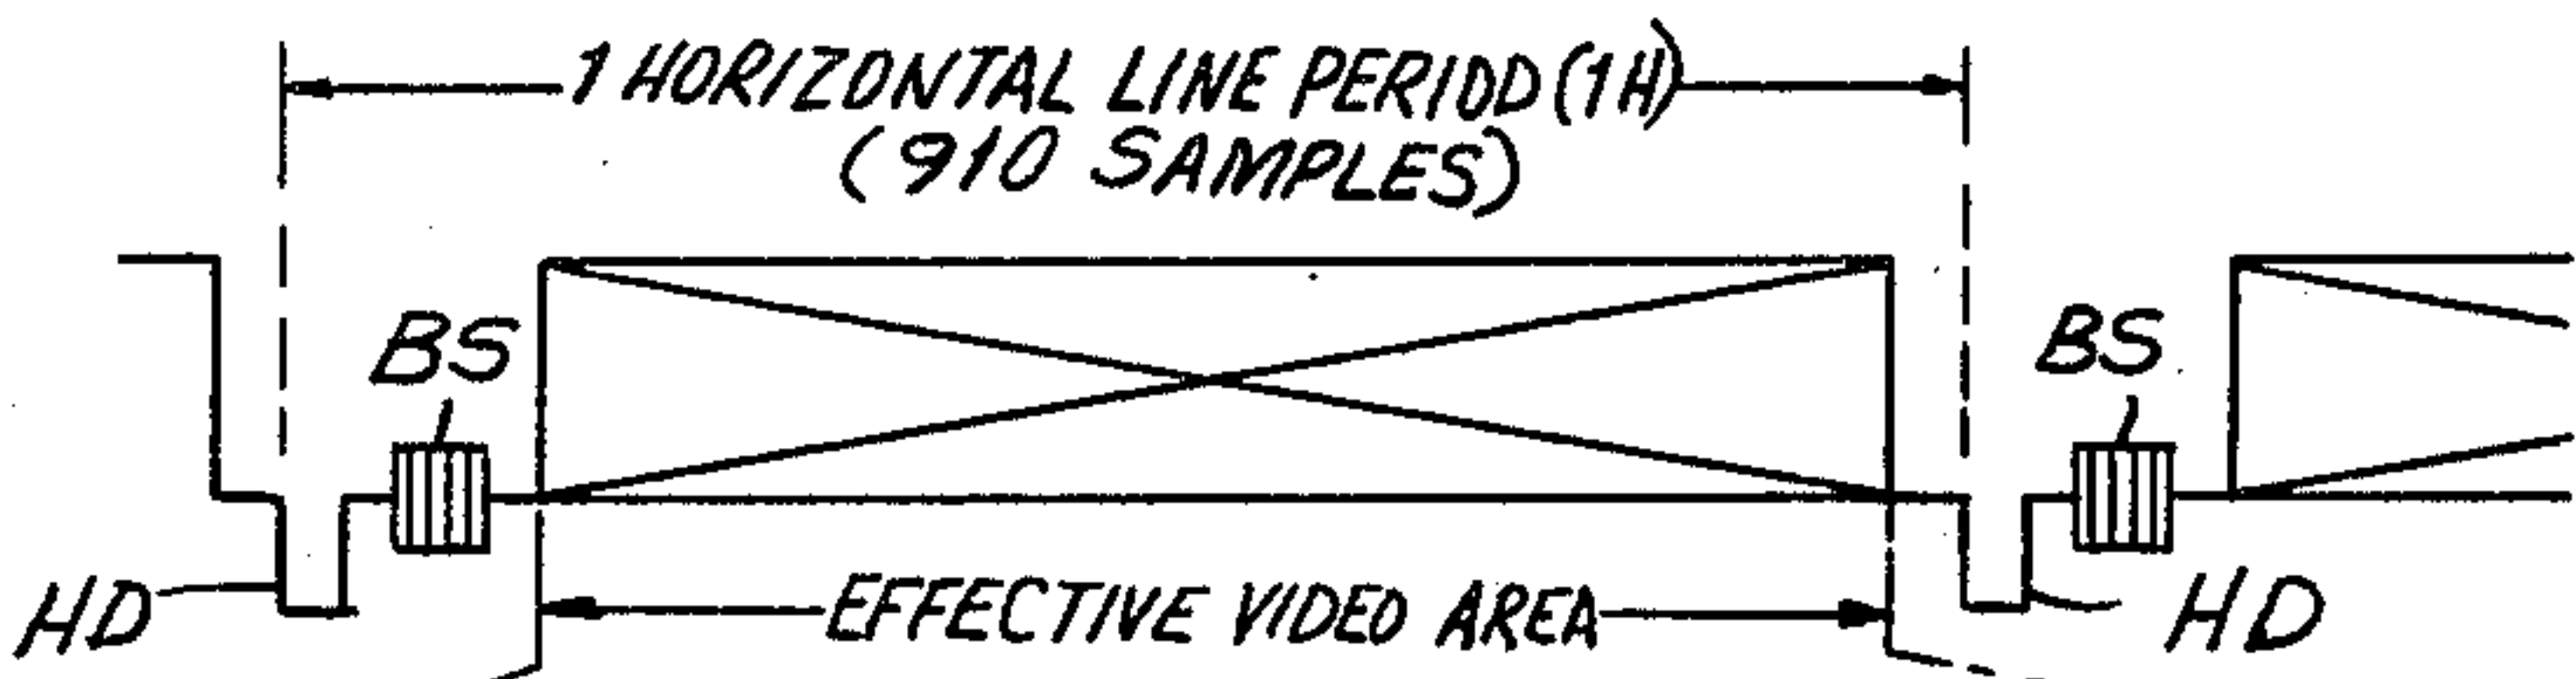 1 HORIZONTAL LINE PERIOD (1H)
(910 SAMPLES)
BS
BS
HD
EFFECTIVE VIDEO AREA
HD